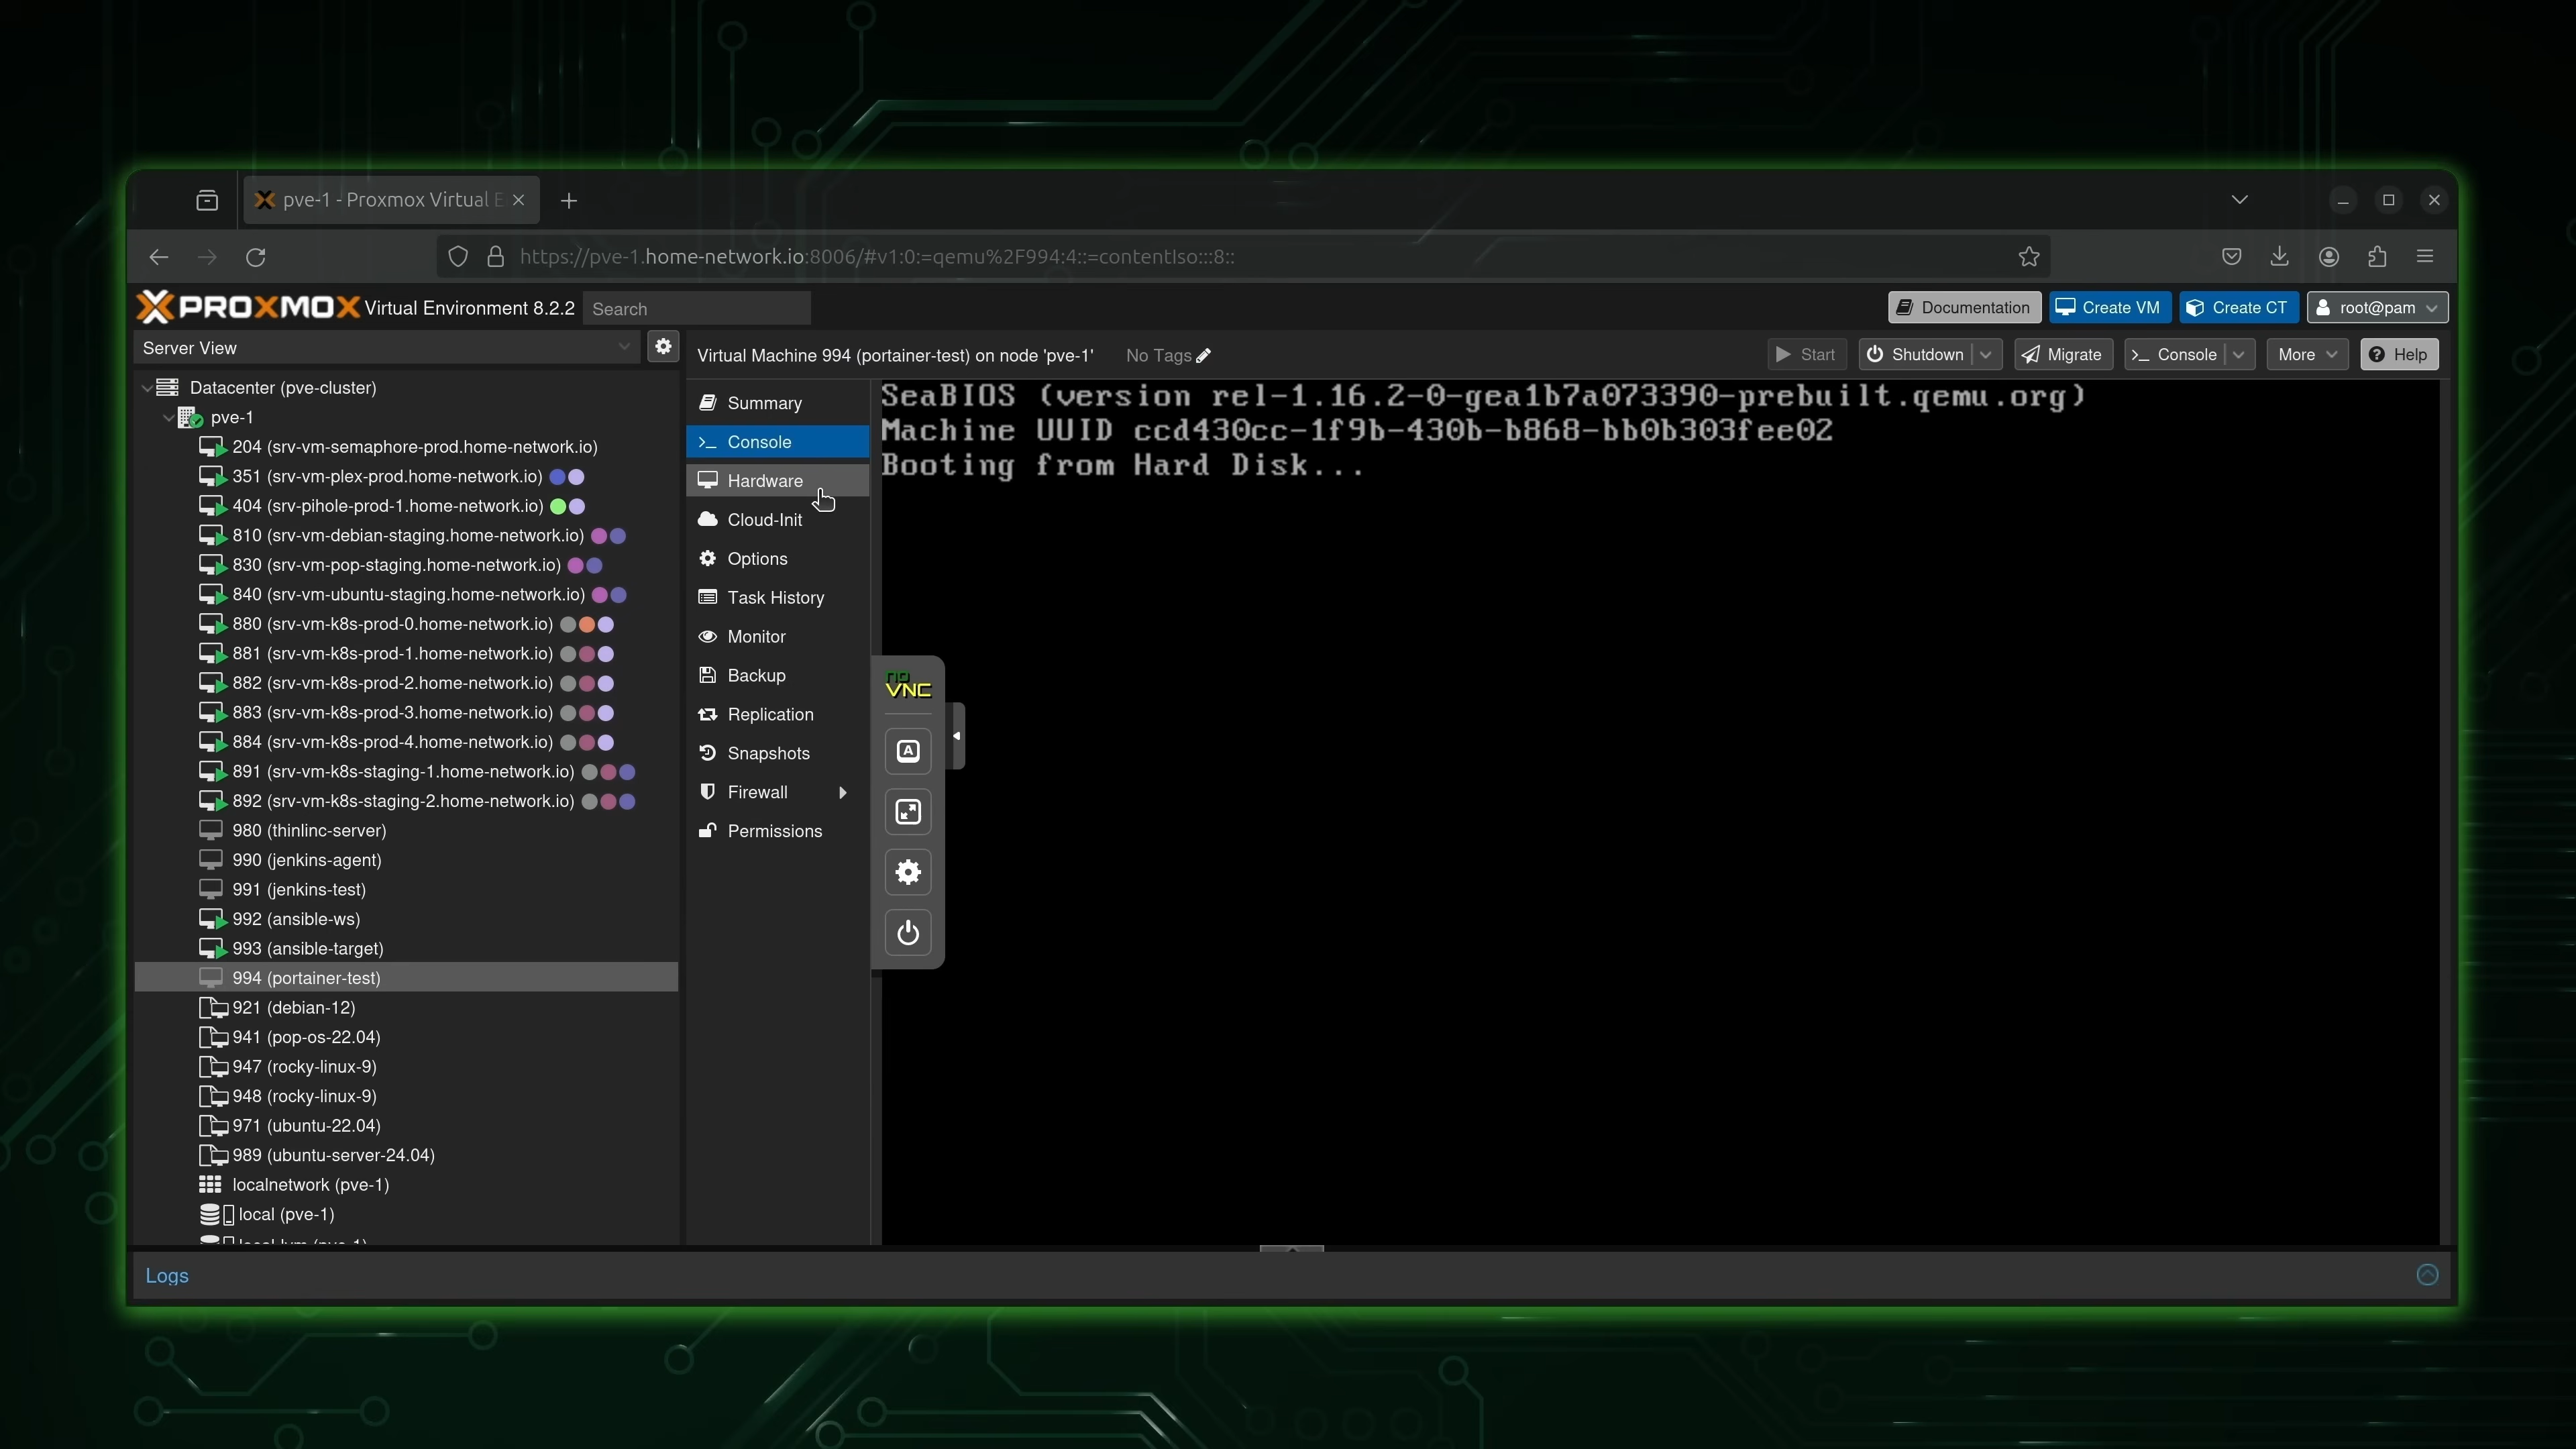 pve-1 - Proxmox Virtual E
https://pve-1.home-network.io:8006/#v1:0:=qemu%2F994:4::=contentIso:::8::
PROXMOX Virtual Environment 8.2.2
Search
Documentation
Create VM
Create CT
root@pam
Server View
Virtual Machine 994 (portainer-test) on node 'pve-1'
No Tags
Start
Shutdown
Migrate
Console
More
Help
Datacenter (pve-cluster)
pve-1
204 (srv-vm-semaphore-prod.home-network.io)
351 (srv-vm-plex-prod.home-network.io)
404 (srv-pihole-prod-1.home-network.io)
810 (srv-vm-debian-staging.home-network.io)
830 (srv-vm-pop-staging.home-network.io)
840 (srv-vm-ubuntu-staging.home-network.io)
880 (srv-vm-k8s-prod-0.home-network.io)
881 (srv-vm-k8s-prod-1.home-network.io)
882 (srv-vm-k8s-prod-2.home-network.io)
883 (srv-vm-k8s-prod-3.home-network.io)
884 (srv-vm-k8s-prod-4.home-network.io)
891 (srv-vm-k8s-staging-1.home-network.io)
892 (srv-vm-k8s-staging-2.home-network.io)
980 (thinlinc-server)
990 (jenkins-agent)
991 (jenkins-test)
992 (ansible-ws)
993 (ansible-target)
994 (portainer-test)
921 (debian-12)
941 (pop-os-22.04)
947 (rocky-linux-9)
948 (rocky-linux-9)
971 (ubuntu-22.04)
989 (ubuntu-server-24.04)
localnetwork (pve-1)
local (pve-1)
Summary
Console
Hardware
Cloud-Init
Options
Task History
Monitor
Backup
Replication
Snapshots
Firewall
Permissions
SeaBIOS (version rel-1.16.2-0-gea1b7a073390-prebuilt.qemu.org)
Machine UUID ccd430cc-1f9b-430b-b868-bb0b303fee02
Booting from Hard Disk...
no
VNC
A
Logs